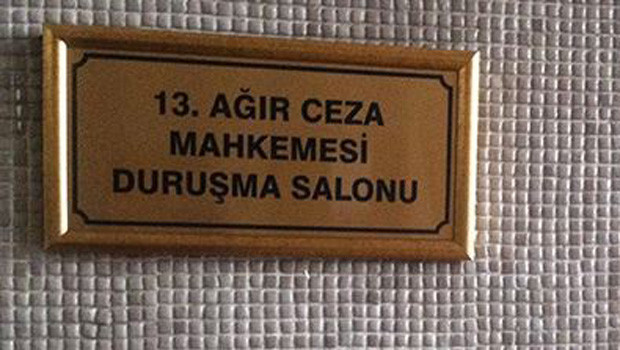 13. AĞIR CEZA
MAHKEMESİ
DURUŞMA SALONU